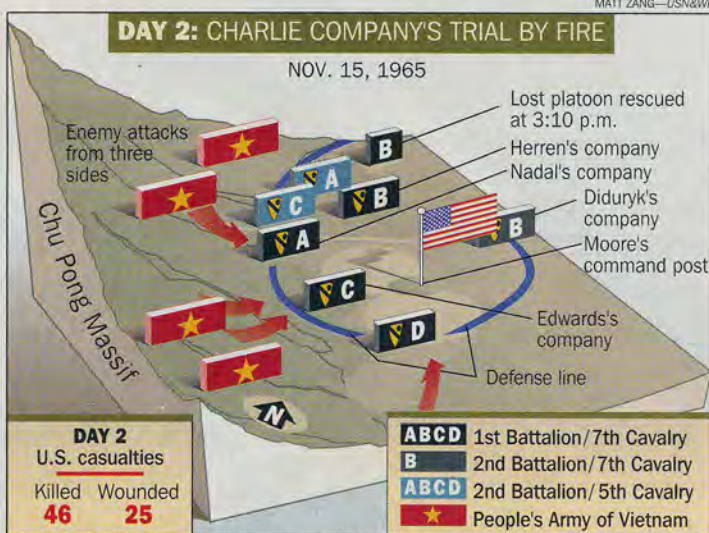 MATT ZANG—USN&WR
DAY 2: CHARLIE COMPANY'S TRIAL BY FIRE
NOV. 15, 1965
Lost platoon rescued
at 3:10 p.m.
Enemy attacks
from three
sides
Herren's company
Nadal's company
Diduryk's
company
Moore's
command post
Edwards's
company
Defense line
Chu Pong Massif
B
A
C
B
A
B
C
D
N
DAY 2
U.S. casualties
Killed Wounded
46 25
ABCD 1st Battalion/7th Cavalry
B 2nd Battalion/7th Cavalry
ABCD 2nd Battalion/5th Cavalry
People's Army of Vietnam